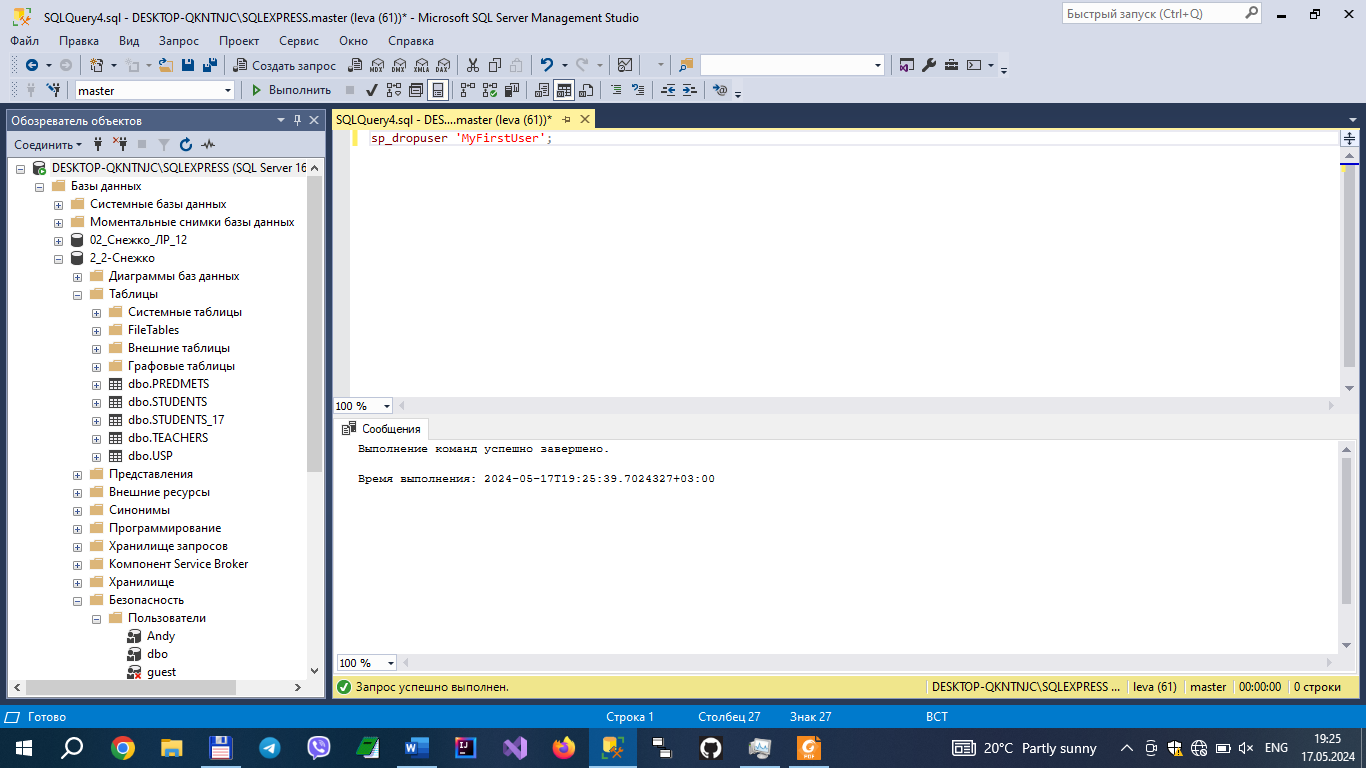 SQLQuery4.sql - DESKTOP-QKNTNJC\SQLEXPRESS.master (leva (61))* - Microsoft SQL Server Management Studio
Быстрый запуск (Ctrl+Q)
Файл Правка Вид Запрос Проект Сервис Окно Справка
Создать запрос
MDX DMX XMLA DAX
master
Выполнить
Обозреватель объектов
SQLQuery4.sql - DES....master (leva (61))*
Соединить
sp_dropuser 'MyFirstUser';
DESKTOP-QKNTNJC\SQLEXPRESS (SQL Server 16
Базы данных
Системные базы данных
Моментальные снимки базы данных
02_Снежко_ЛР_12
2_2-Снежко
Диаграммы баз данных
Таблицы
Системные таблицы
FileTables
Внешние таблицы
Графовые таблицы
dbo.PREDMETS
dbo.STUDENTS
dbo.STUDENTS_17
dbo.TEACHERS
dbo.USP
Представления
Внешние ресурсы
Синонимы
Программирование
Хранилище запросов
Компонент Service Broker
Хранилище
Безопасность
Пользователи
Andy
dbo
guest
100 %
Сообщения
Выполнение команд успешно завершено.
Время выполнения: 2024-05-17T19:25:39.7024327+03:00
100 %
Запрос успешно выполнен.
DESKTOP-QKNTNJC\SQLEXPRESS ... leva (61) master 00:00:00 0 строки
Готово
Строка 1 Столбец 27 Знак 27 ВСТ
20°C Partly sunny
ENG
19:25
17.05.2024